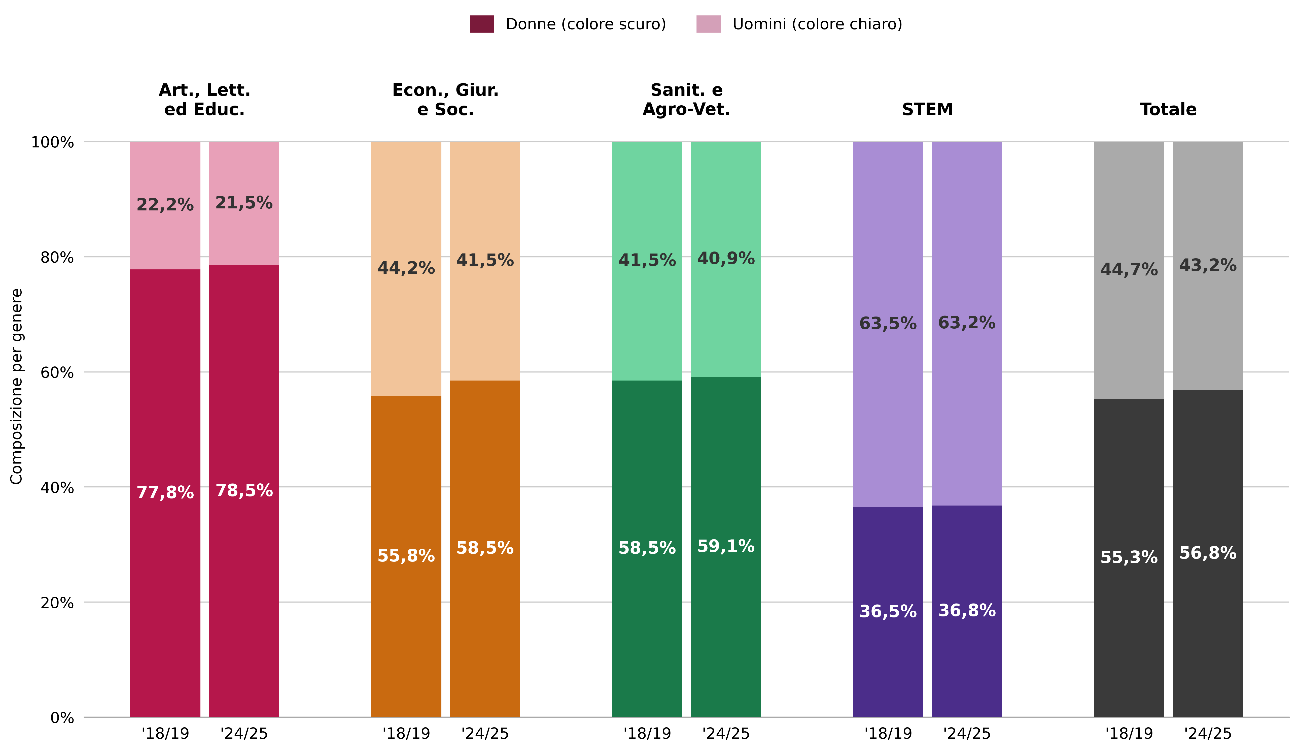 Donne (colore scuro) Uomini (colore chiaro)
Art., Lett.
ed Educ.
Econ., Giur.
e Soc.
Sanit. e
Agro-Vet.
STEM
Totale
Composizione per genere
100%
80%
60%
40%
20%
0%
22,2% 21,5% 44,2% 41,5% 41,5% 40,9% 63,5% 63,2% 44,7% 43,2%
77,8% 78,5% 55,8% 58,5% 58,5% 59,1% 36,5% 36,8% 55,3% 56,8%
'18/19 '24/25 '18/19 '24/25 '18/19 '24/25 '18/19 '24/25 '18/19 '24/25